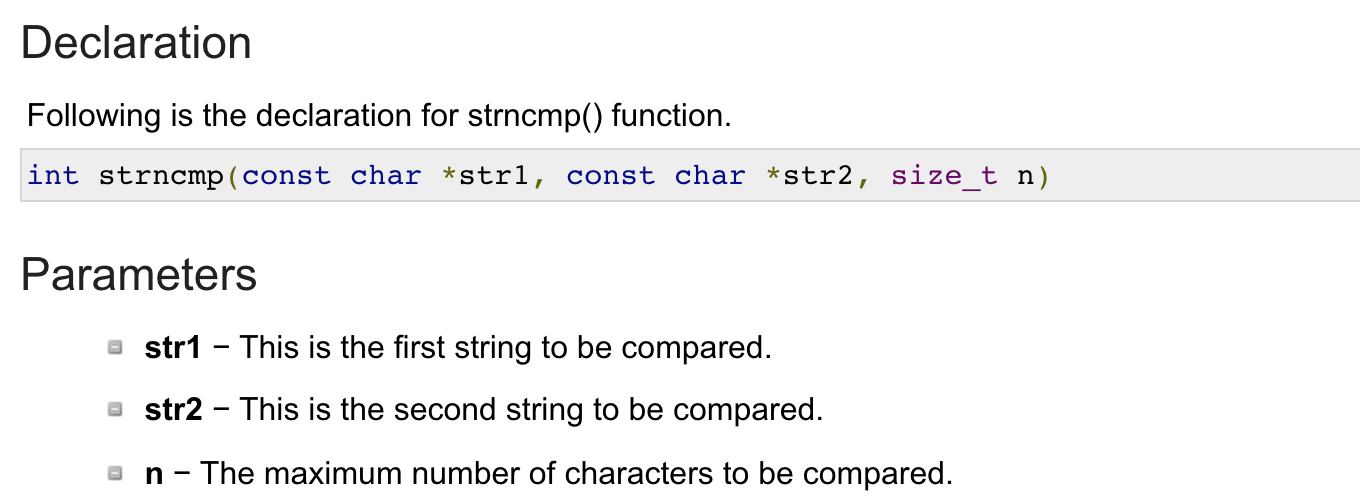 Declaration
Following is the declaration for strncmp() function.
int strncmp(const char *str1, const char *str2, size_t n)
Parameters
str1 − This is the first string to be compared.
str2 − This is the second string to be compared.
n − The maximum number of characters to be compared.